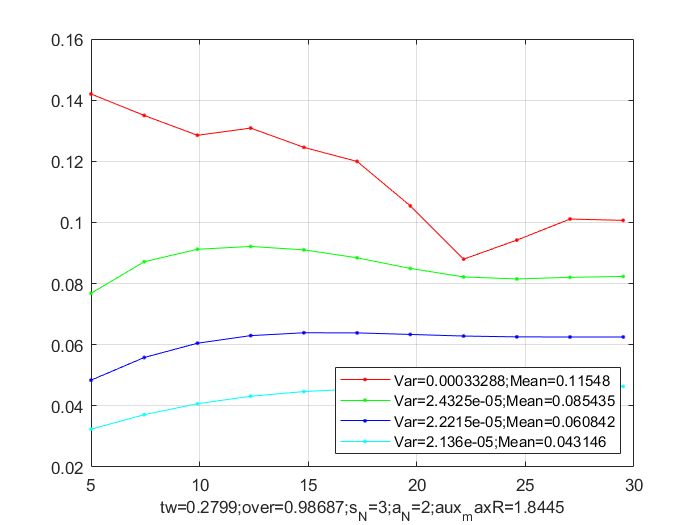 0.16
0.14
0.12
0.1
0.08
0.06
0.04
0.02
Var=0.00033288;Mean=0.11548
Var=2.4325e-05;Mean=0.085435
Var=2.2215e-05;Mean=0.060842
Var=2.136e-05;Mean=0.043146
5 10 15 20 25 30
tw=0.2799;over=0.98687;s_N=3;a_N=2;aux_maxR=1.8445